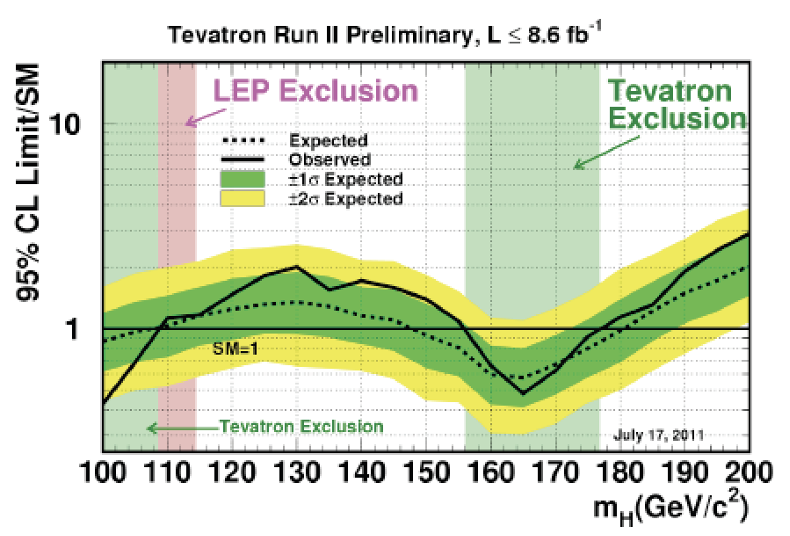 Tevatron Run II Preliminary, L ≤ 8.6 fb⁻¹
95% CL Limit/SM
10
1
LEP Exclusion
Tevatron
Exclusion
Expected
Observed
±1σ Expected
±2σ Expected
SM=1
Tevatron Exclusion
July 17, 2011
100 110 120 130 140 150 160 170 180 190 200
m_H(GeV/c²)